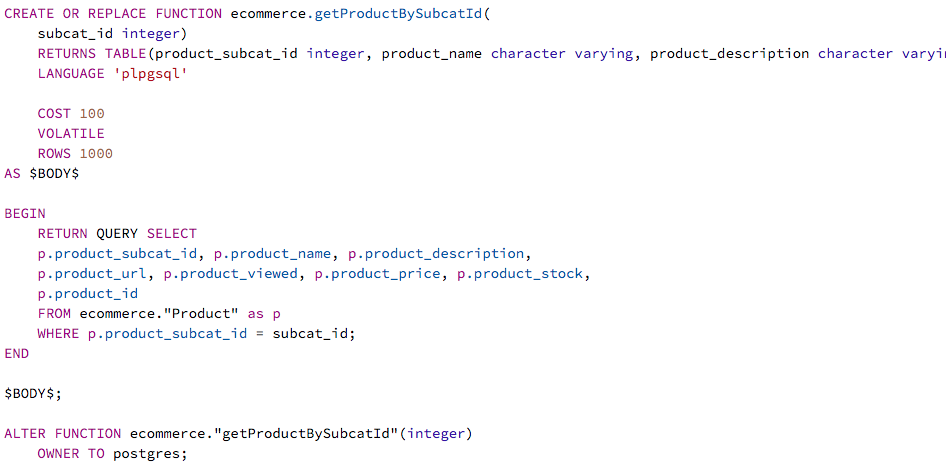 CREATE OR REPLACE FUNCTION ecommerce.getProductBySubcatId(
    subcat_id integer)
    RETURNS TABLE(product_subcat_id integer, product_name character varying, product_description character varyi
    LANGUAGE 'plpgsql'

    COST 100
    VOLATILE
    ROWS 1000
AS $BODY$

BEGIN
    RETURN QUERY SELECT
    p.product_subcat_id, p.product_name, p.product_description,
    p.product_url, p.product_viewed, p.product_price, p.product_stock,
    p.product_id
    FROM ecommerce."Product" as p
    WHERE p.product_subcat_id = subcat_id;
END

$BODY$;

ALTER FUNCTION ecommerce."getProductBySubcatId"(integer)
    OWNER TO postgres;